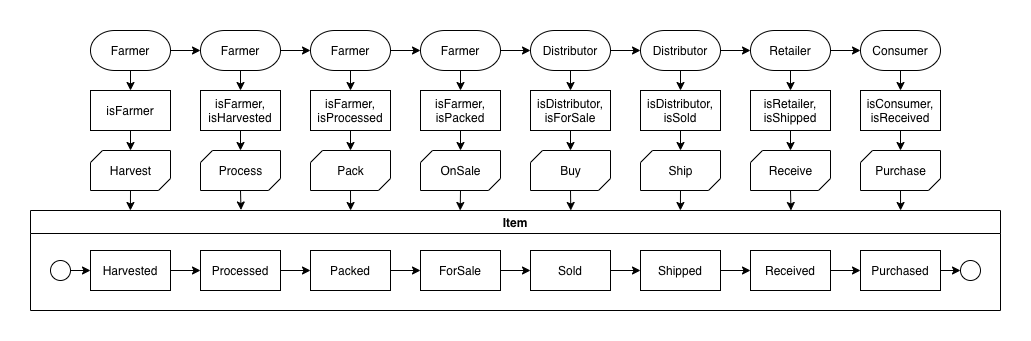 Farmer
Farmer
Farmer
Farmer
Distributor
Distributor
Retailer
Consumer
isFarmer
isFarmer,
isHarvested
isFarmer,
isProcessed
isFarmer,
isPacked
isDistributor,
isForSale
isDistributor,
isSold
isRetailer,
isShipped
isConsumer,
isReceived
Harvest
Process
Pack
OnSale
Buy
Ship
Receive
Purchase
Item
Harvested
Processed
Packed
ForSale
Sold
Shipped
Received
Purchased